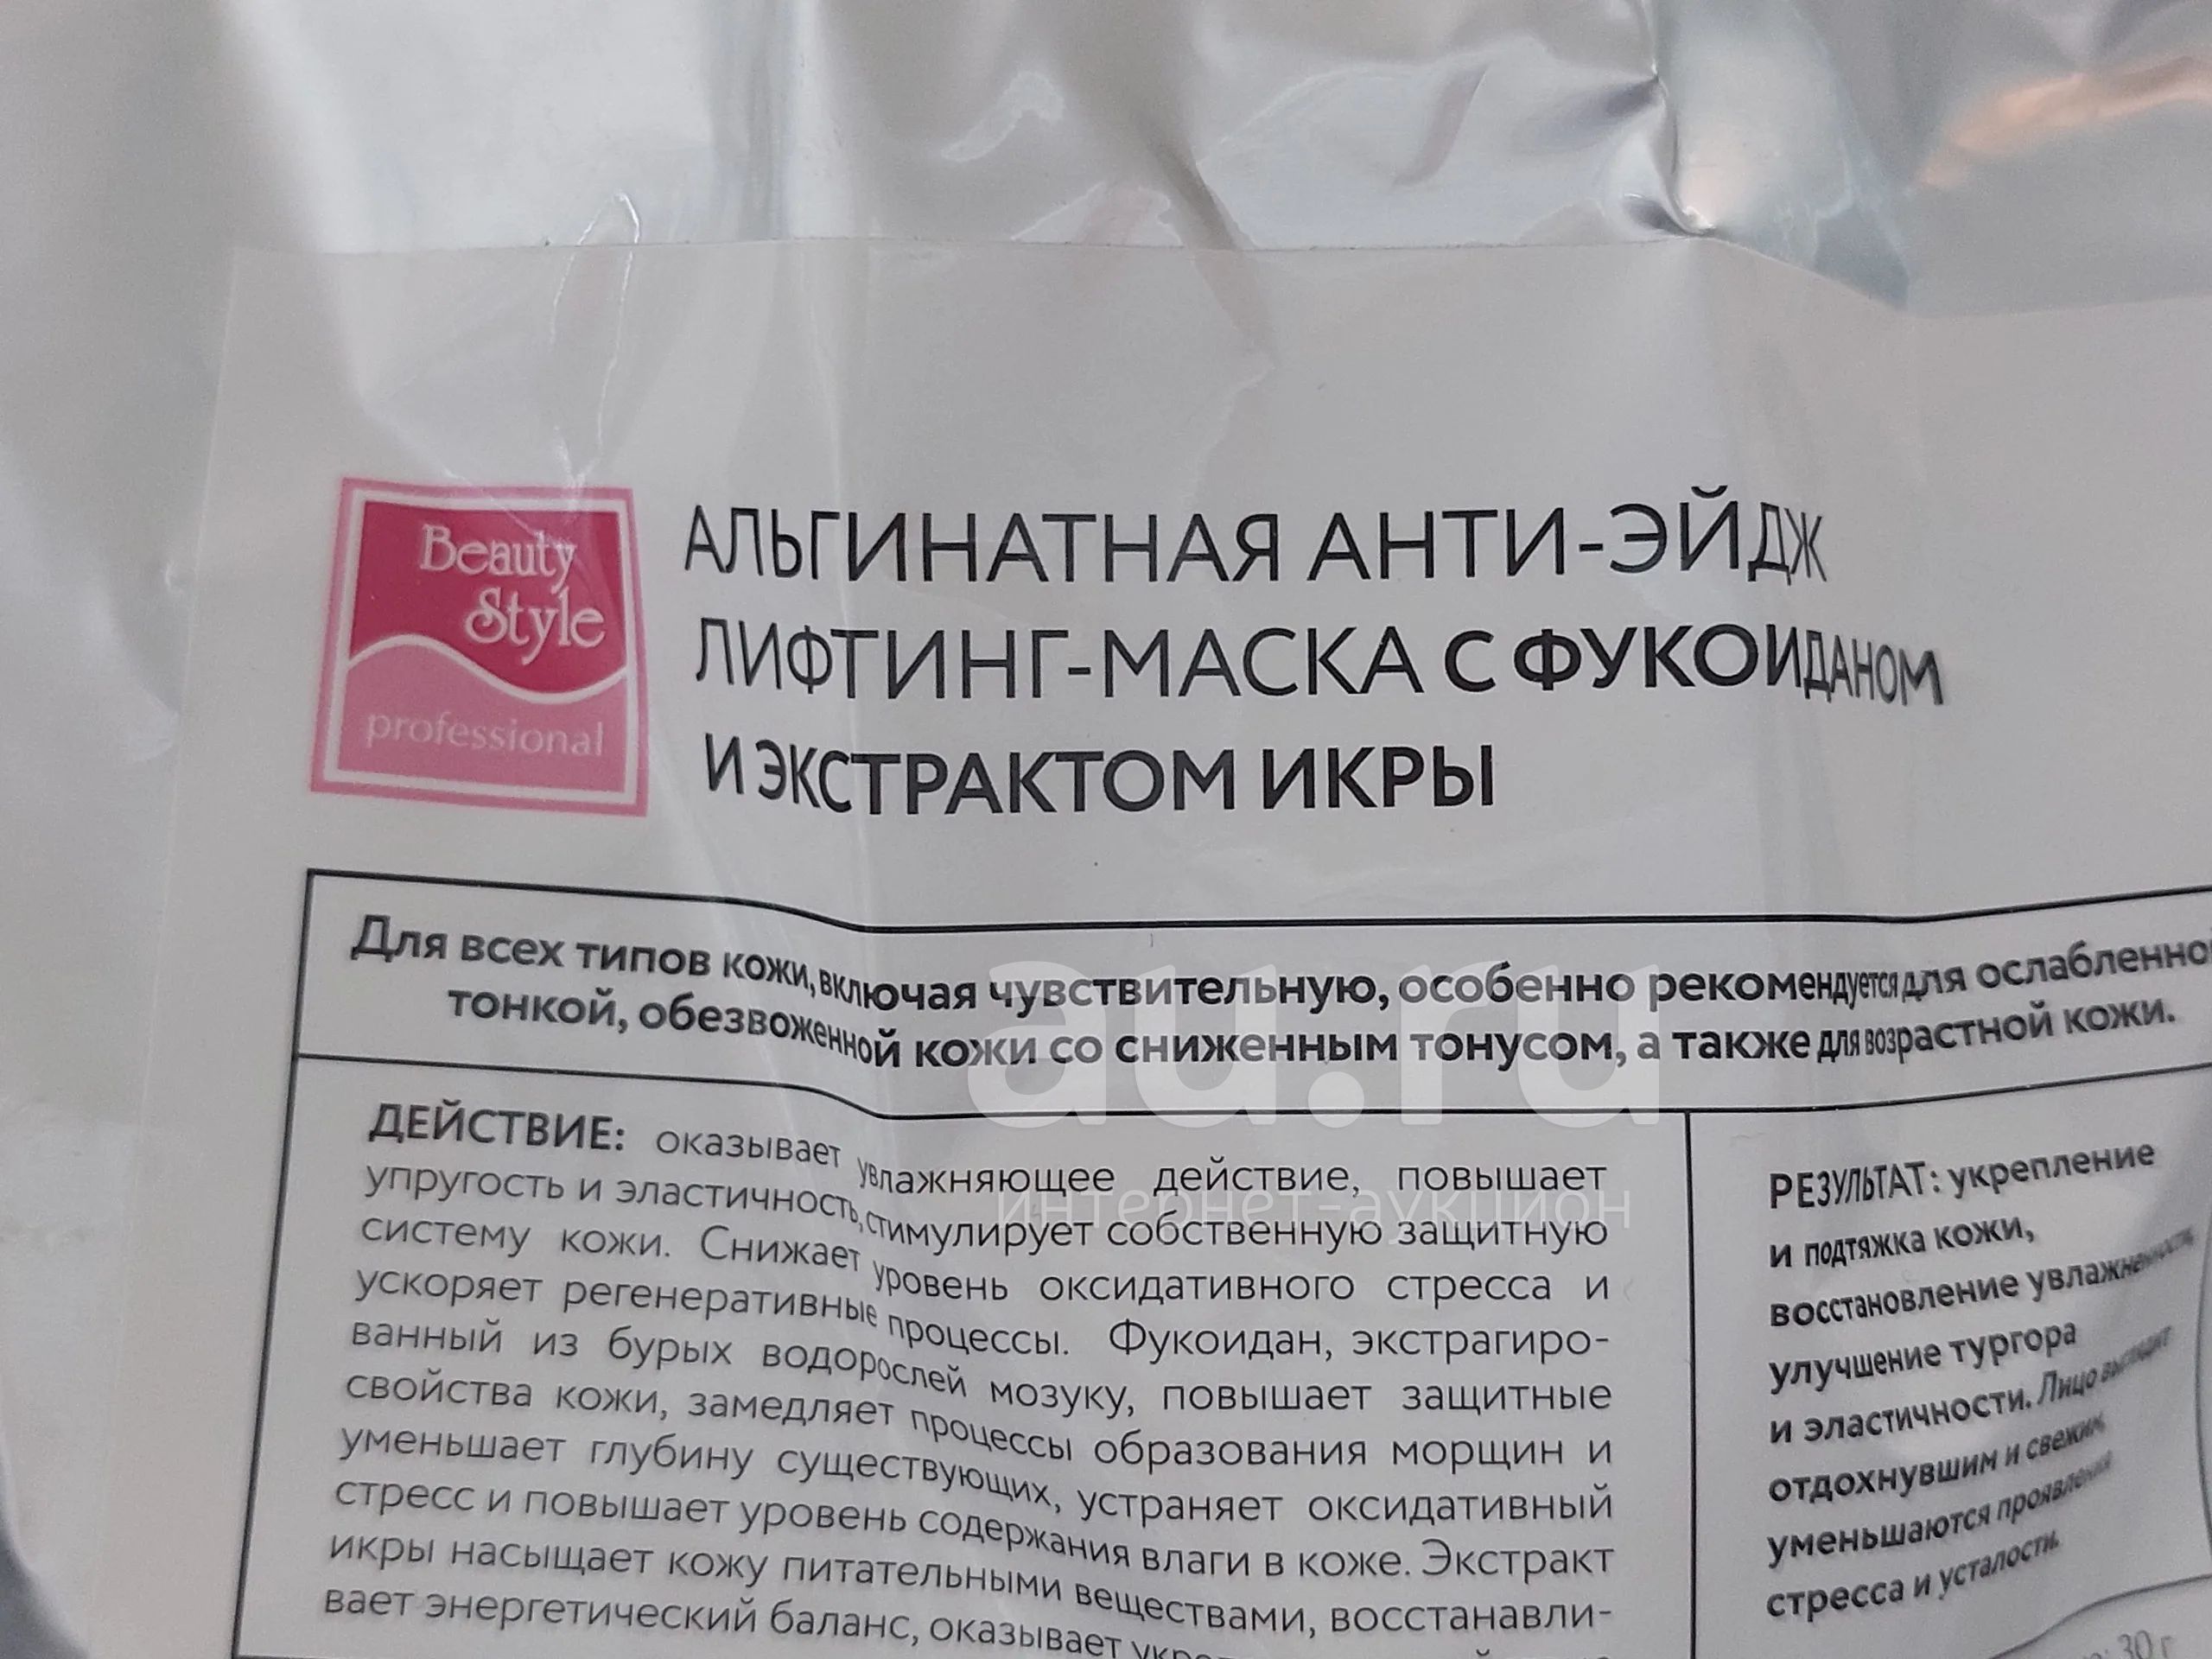 Beauty
Style
professional
АЛЬГИНАТНАЯ АНТИ-ЭЙДЖ
ЛИФТИНГ-МАСКА С ФУКОИДАНОМ
И ЭКСТРАКТОМ ИКРЫ
Для всех типов кожи, включая чувствительную, особенно рекомендуется для ослабленно
тонкой, обезвоженной кожи со сниженным тонусом, а также для возрастной кожи.
au.ru
интернет-аукцион
ДЕЙСТВИЕ: оказывает увлажняющее действие, повышает
упругость и эластичность, стимулирует собственную защитную
систему кожи. Снижает уровень оксидативного стресса и
ускоряет регенеративные процессы. Фукоидан, экстрагиро-
ванный из бурых водорослей мозуку, повышает защитные
свойства кожи, замедляет процессы образования морщин и
уменьшает глубину существующих, устраняет оксидативный
стресс и повышает уровень содержания влаги в коже. Экстракт
икры насыщает кожу питательными веществами, восстанавли-
вает энергетический баланс, оказывает
РЕЗУЛЬТАТ: укрепление
и подтяжка кожи,
восстановление увлажненности,
улучшение тургора
и эластичности. Лицо выглядит
отдохнувшим и свежим,
уменьшаются проявления
стресса и усталости.
30 г